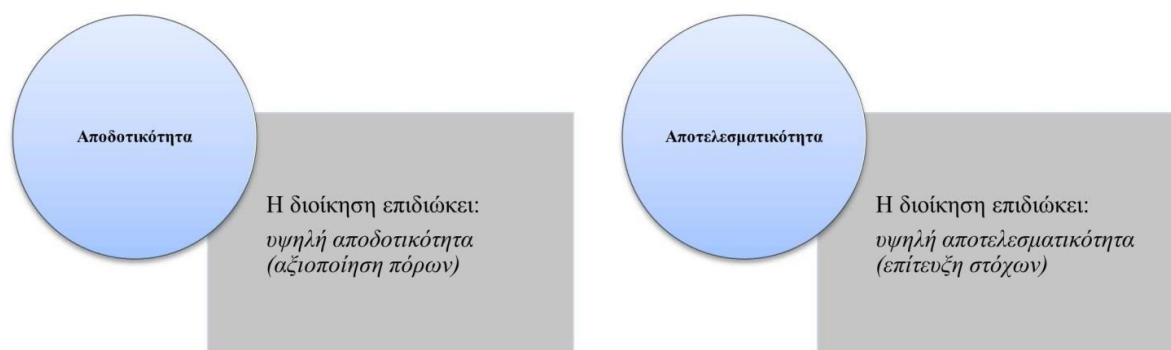 Αποδοτικότητα
Η διοίκηση επιδιώκει:
υψηλή αποδοτικότητα
(αξιοποίηση πόρων)
Αποτελεσματικότητα
Η διοίκηση επιδιώκει:
υψηλή αποτελεσματικότητα
(επίτευξη στόχων)